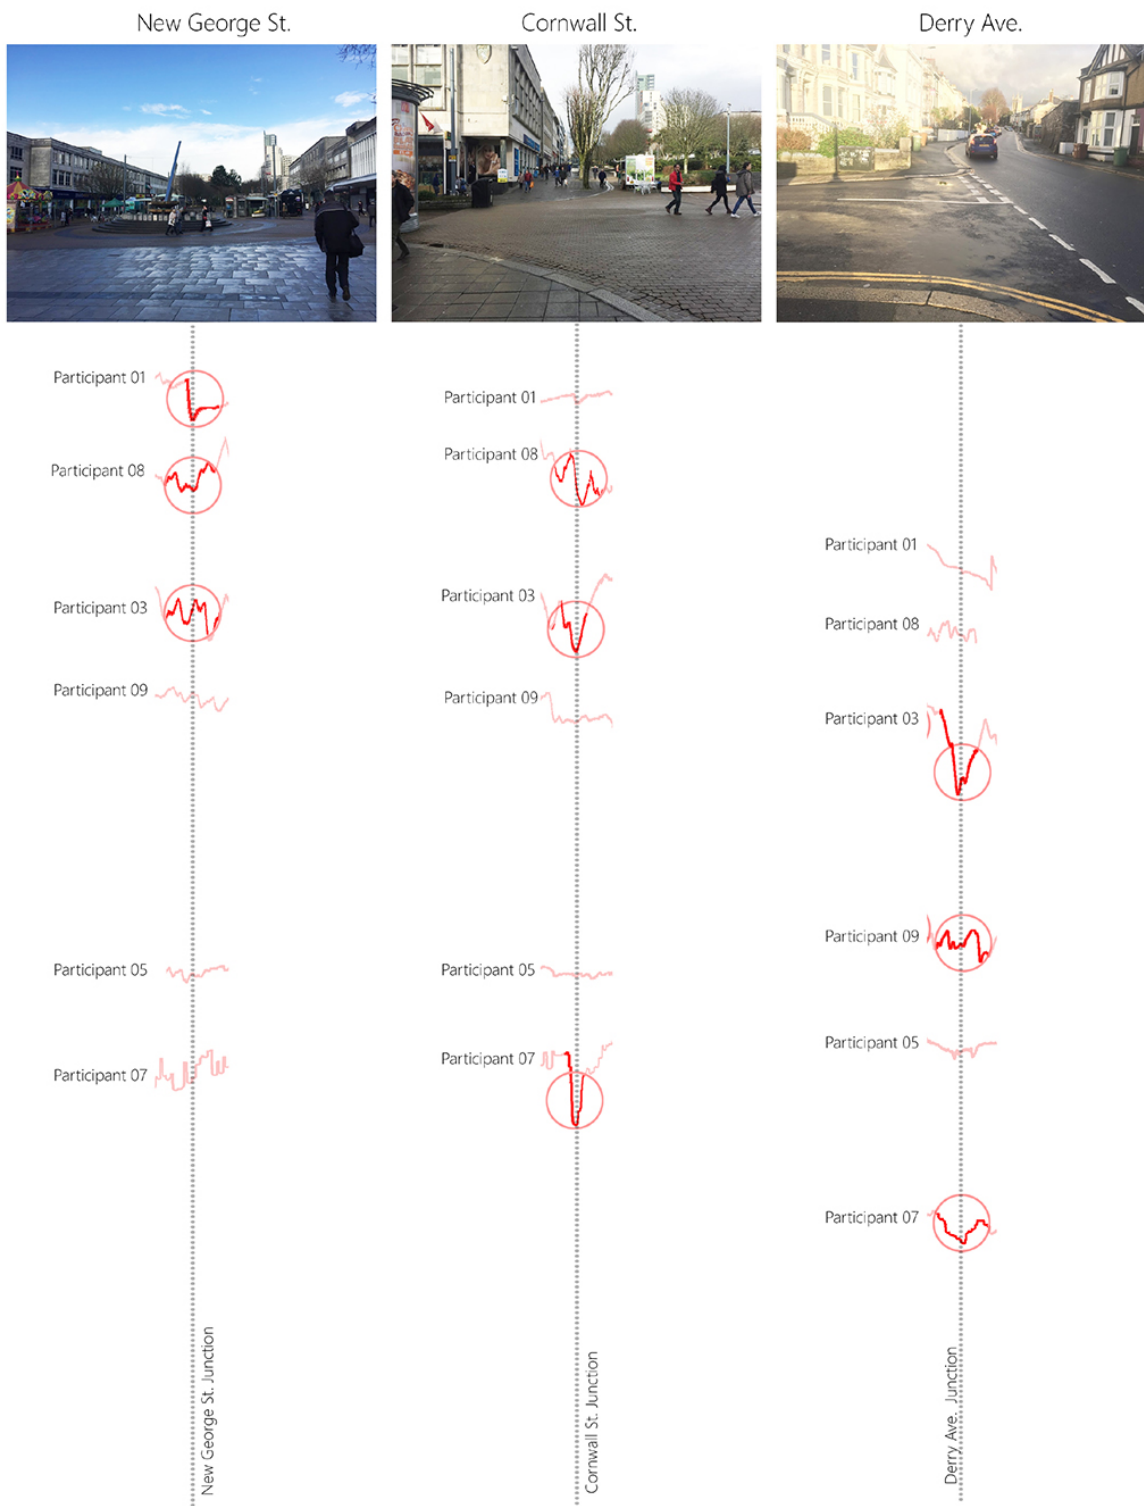 New George St.
Cornwall St.
Derry Ave.
Participant 01
Participant 08
Participant 03
Participant 09
Participant 05
Participant 07
New George St. Junction
Participant 01
Participant 08
Participant 03
Participant 09
Participant 05
Participant 07
Cornwall St. Junction
Participant 01
Participant 08
Participant 03
Participant 09
Participant 05
Participant 07
Derry Ave. Junction